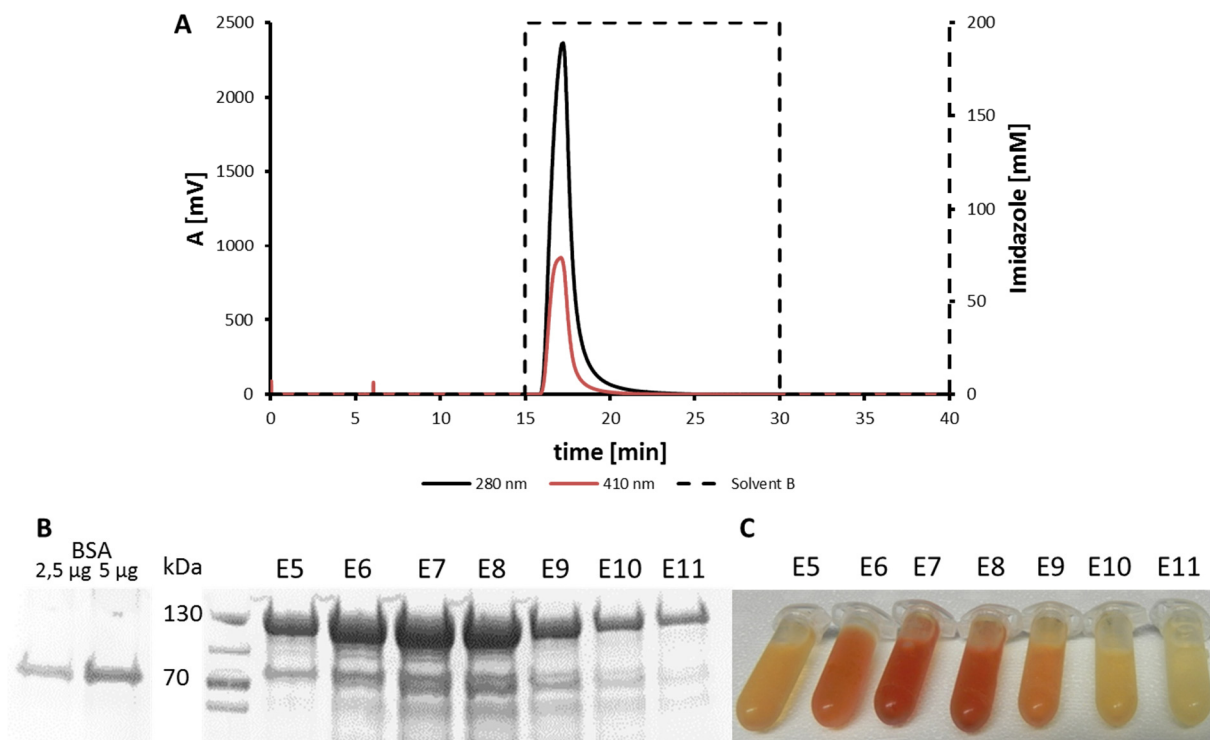 A
2500
2000
1500
1000
500
0
A [mV]
200
150
100
50
0
Imidazole [mM]
0 5 10 15 20 25 30 35 40
time [min]
280 nm 410 nm Solvent B
B
BSA
2,5 µg 5 µg
kDa
130
70
E5 E6 E7 E8 E9 E10 E11
C
E5 E6 E7 E8 E9 E10 E11